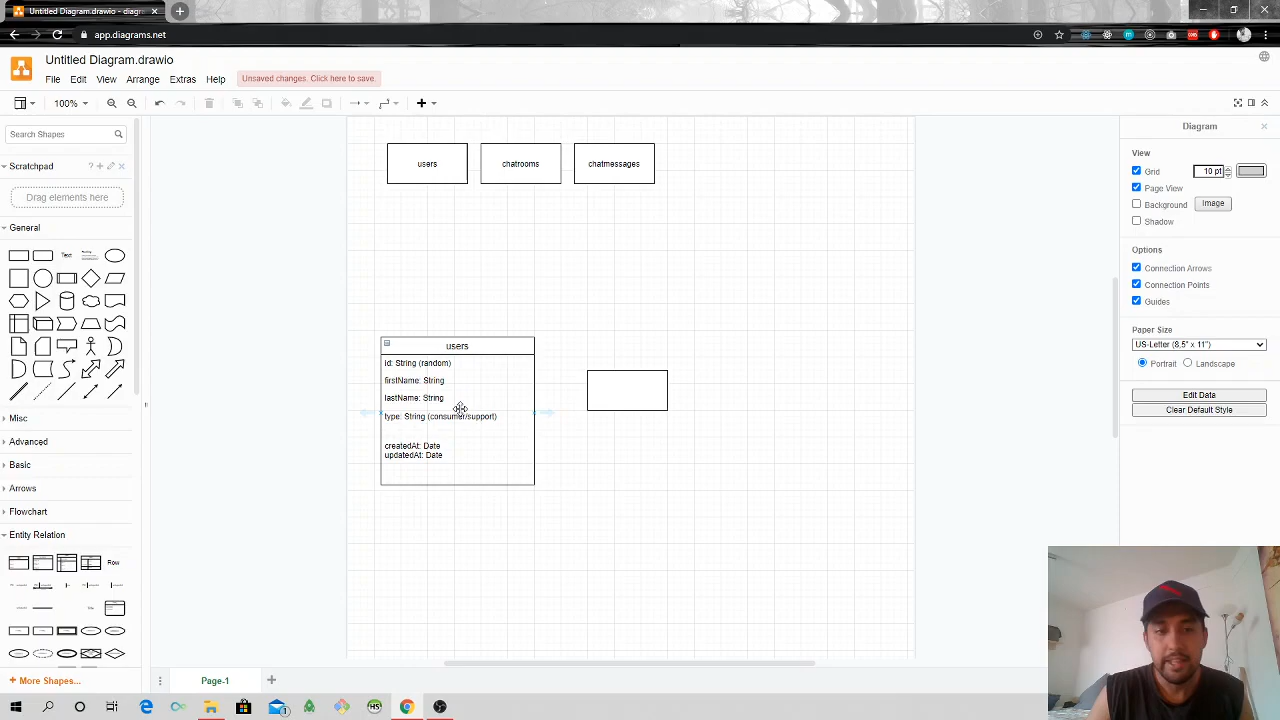 Untitled Diagram.drawio - diagr
app.diagrams.net
Untitled Diagram.drawio
File Edit View Arrange Extras Help
Unsaved changes. Click here to save.
100%
Search Shapes
Scratchpad
Drag elements here
General
Text
Misc
Advanced
Basic
Arrows
Flowchart
Entity Relation
Row
More Shapes...
users
chatrooms
chatmessages
users
id: String (random)
firstName: String
lastName: String
type: String (consumer/support)
createdAt: Date
updatedAt: Date
Page-1
Diagram
View
Grid 10 pt
Page View
Background Image
Shadow
Options
Connection Arrows
Connection Points
Guides
Paper Size
US-Letter (8,5" x 11")
Portrait Landscape
Edit Data
Clear Default Style